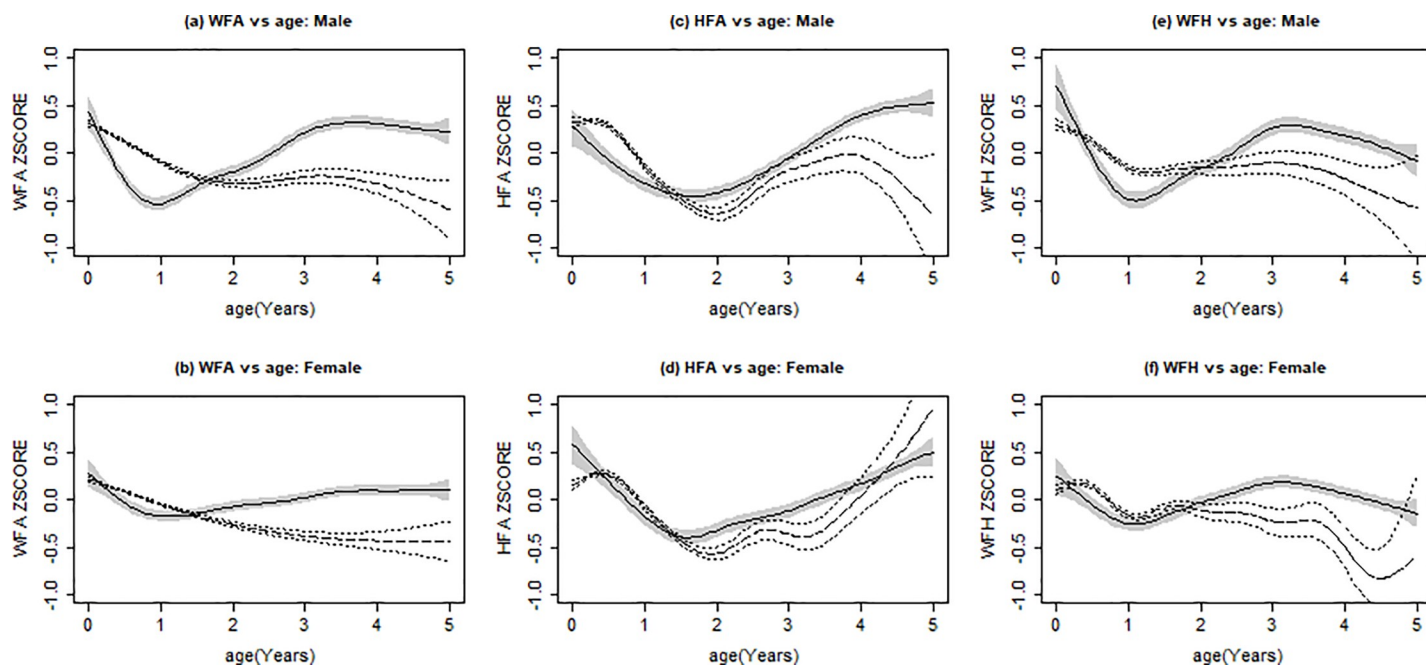 (a) WFA vs age: Male
WFA ZSCORE
1.0
0.5
0.0
-0.5
-1.0
0 1 2 3 4 5
age(Years)
(c) HFA vs age: Male
HFA ZSCORE
1.0
0.5
0.0
-0.5
-1.0
0 1 2 3 4 5
age(Years)
(e) WFH vs age: Male
WFH ZSCORE
1.0
0.5
0.0
-0.5
-1.0
0 1 2 3 4 5
age(Years)
(b) WFA vs age: Female
WFA ZSCORE
1.0
0.5
0.0
-0.5
-1.0
0 1 2 3 4 5
age(Years)
(d) HFA vs age: Female
HFA ZSCORE
1.0
0.5
0.0
-0.5
-1.0
0 1 2 3 4 5
age(Years)
(f) WFH vs age: Female
WFH ZSCORE
1.0
0.5
0.0
-0.5
-1.0
0 1 2 3 4 5
age(Years)